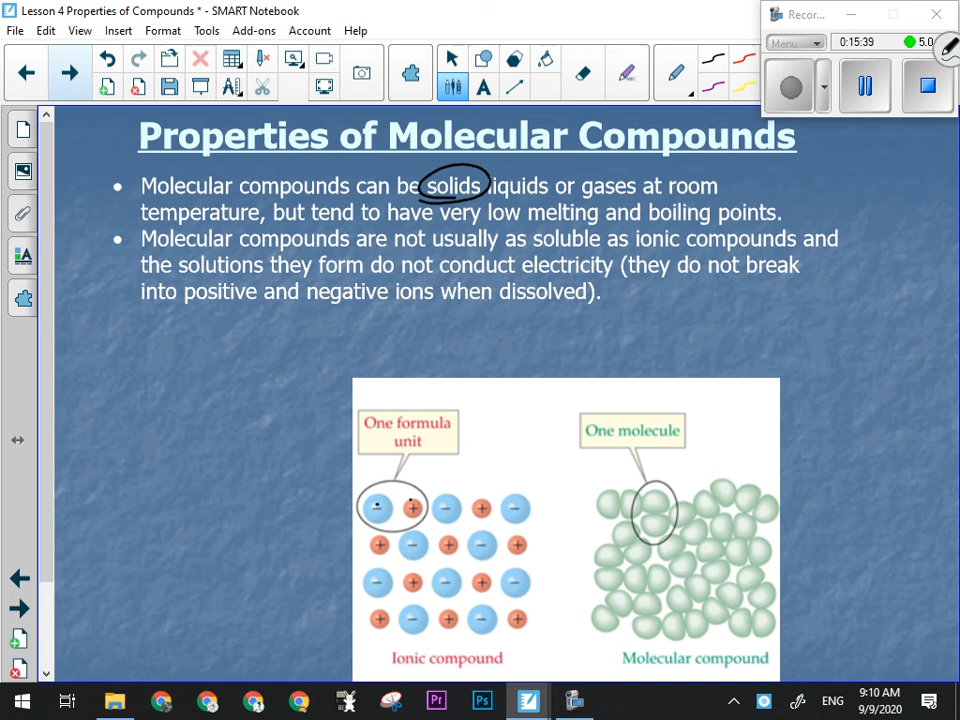 Lesson 4 Properties of Compounds * - SMART Notebook
File Edit View Insert Format Tools Add-ons Account Help
Recor...
Menu
0:15:39
5.0
A
A
Properties of Molecular Compounds
• Molecular compounds can be solids liquids or gases at room
temperature, but tend to have very low melting and boiling points.
• Molecular compounds are not usually as soluble as ionic compounds and
the solutions they form do not conduct electricity (they do not break
into positive and negative ions when dissolved).
One formula
unit
One molecule
− + − + −
+ − + − +
− + − + −
+ − + − +
Ionic compound
Molecular compound
Pr
Ps
ENG
9:10 AM
9/9/2020